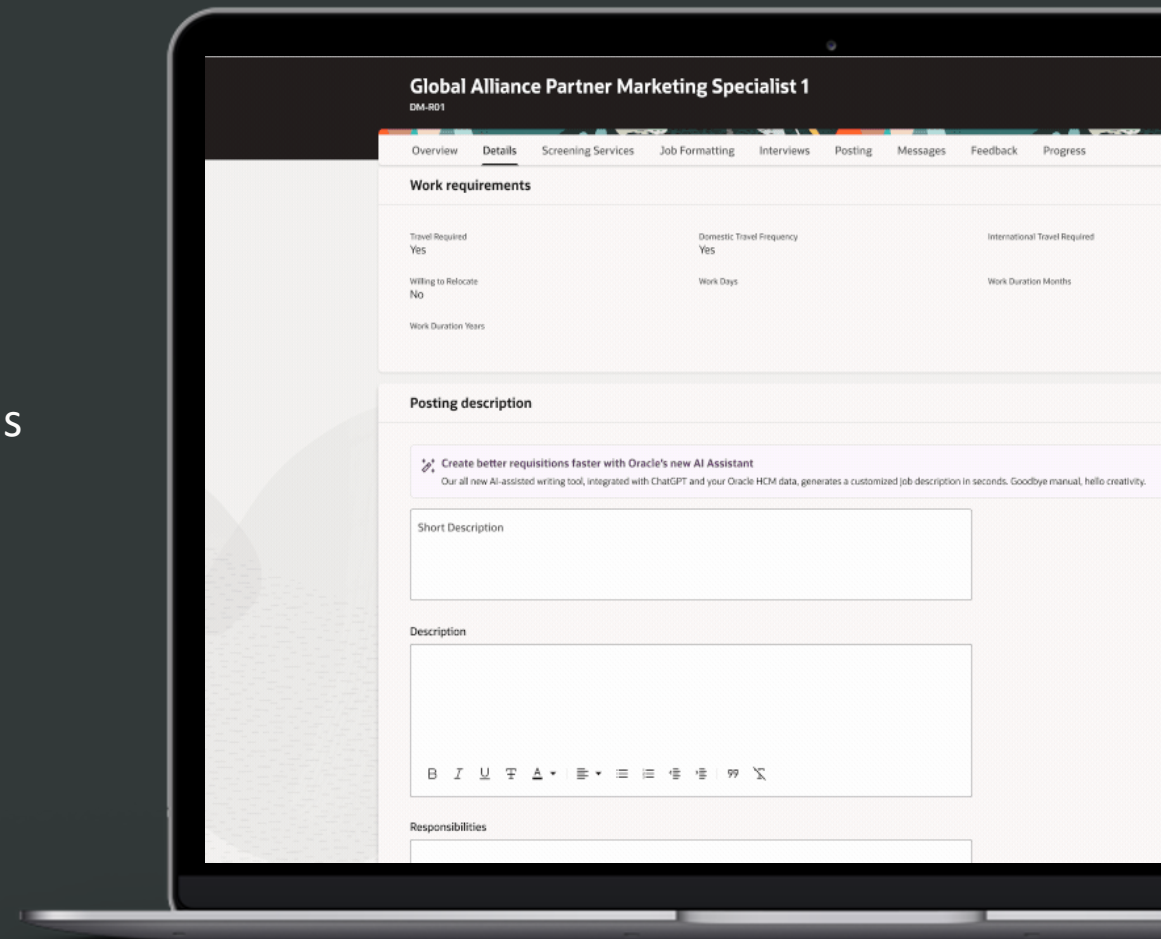 s
Global Alliance Partner Marketing Specialist 1
DM-R01
Overview Details Screening Services Job Formatting Interviews Posting Messages Feedback Progress
Work requirements
Travel Required Domestic Travel Frequency International Travel Required
Yes Yes
Willing to Relocate Work Days Work Duration Months
No
Work Duration Years
Posting description
Create better requisitions faster with Oracle's new AI Assistant
Our all new AI-assisted writing tool, integrated with ChatGPT and your Oracle HCM data, generates a customized job description in seconds. Goodbye manual, hello creativity.
Short Description
Description
B I U T A 99 T
Responsibilities